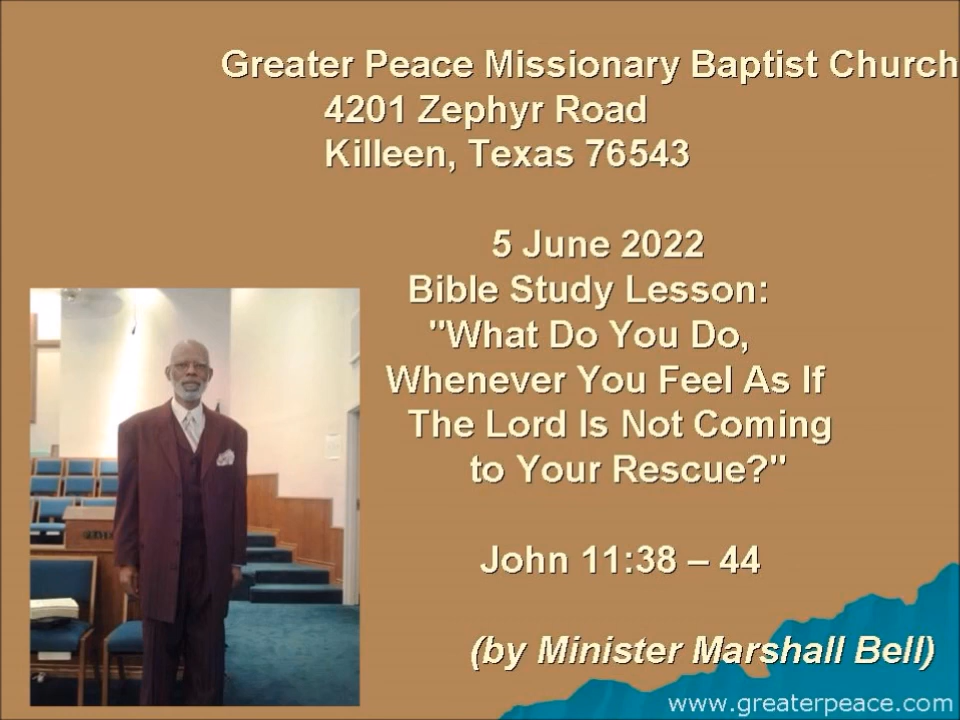 Greater Peace Missionary Baptist Church
4201 Zephyr Road
Killeen, Texas 76543
5 June 2022
Bible Study Lesson:
"What Do You Do,
Whenever You Feel As If
The Lord Is Not Coming
to Your Rescue?"
John 11:38 – 44
(by Minister Marshall Bell)
www.greaterpeace.com